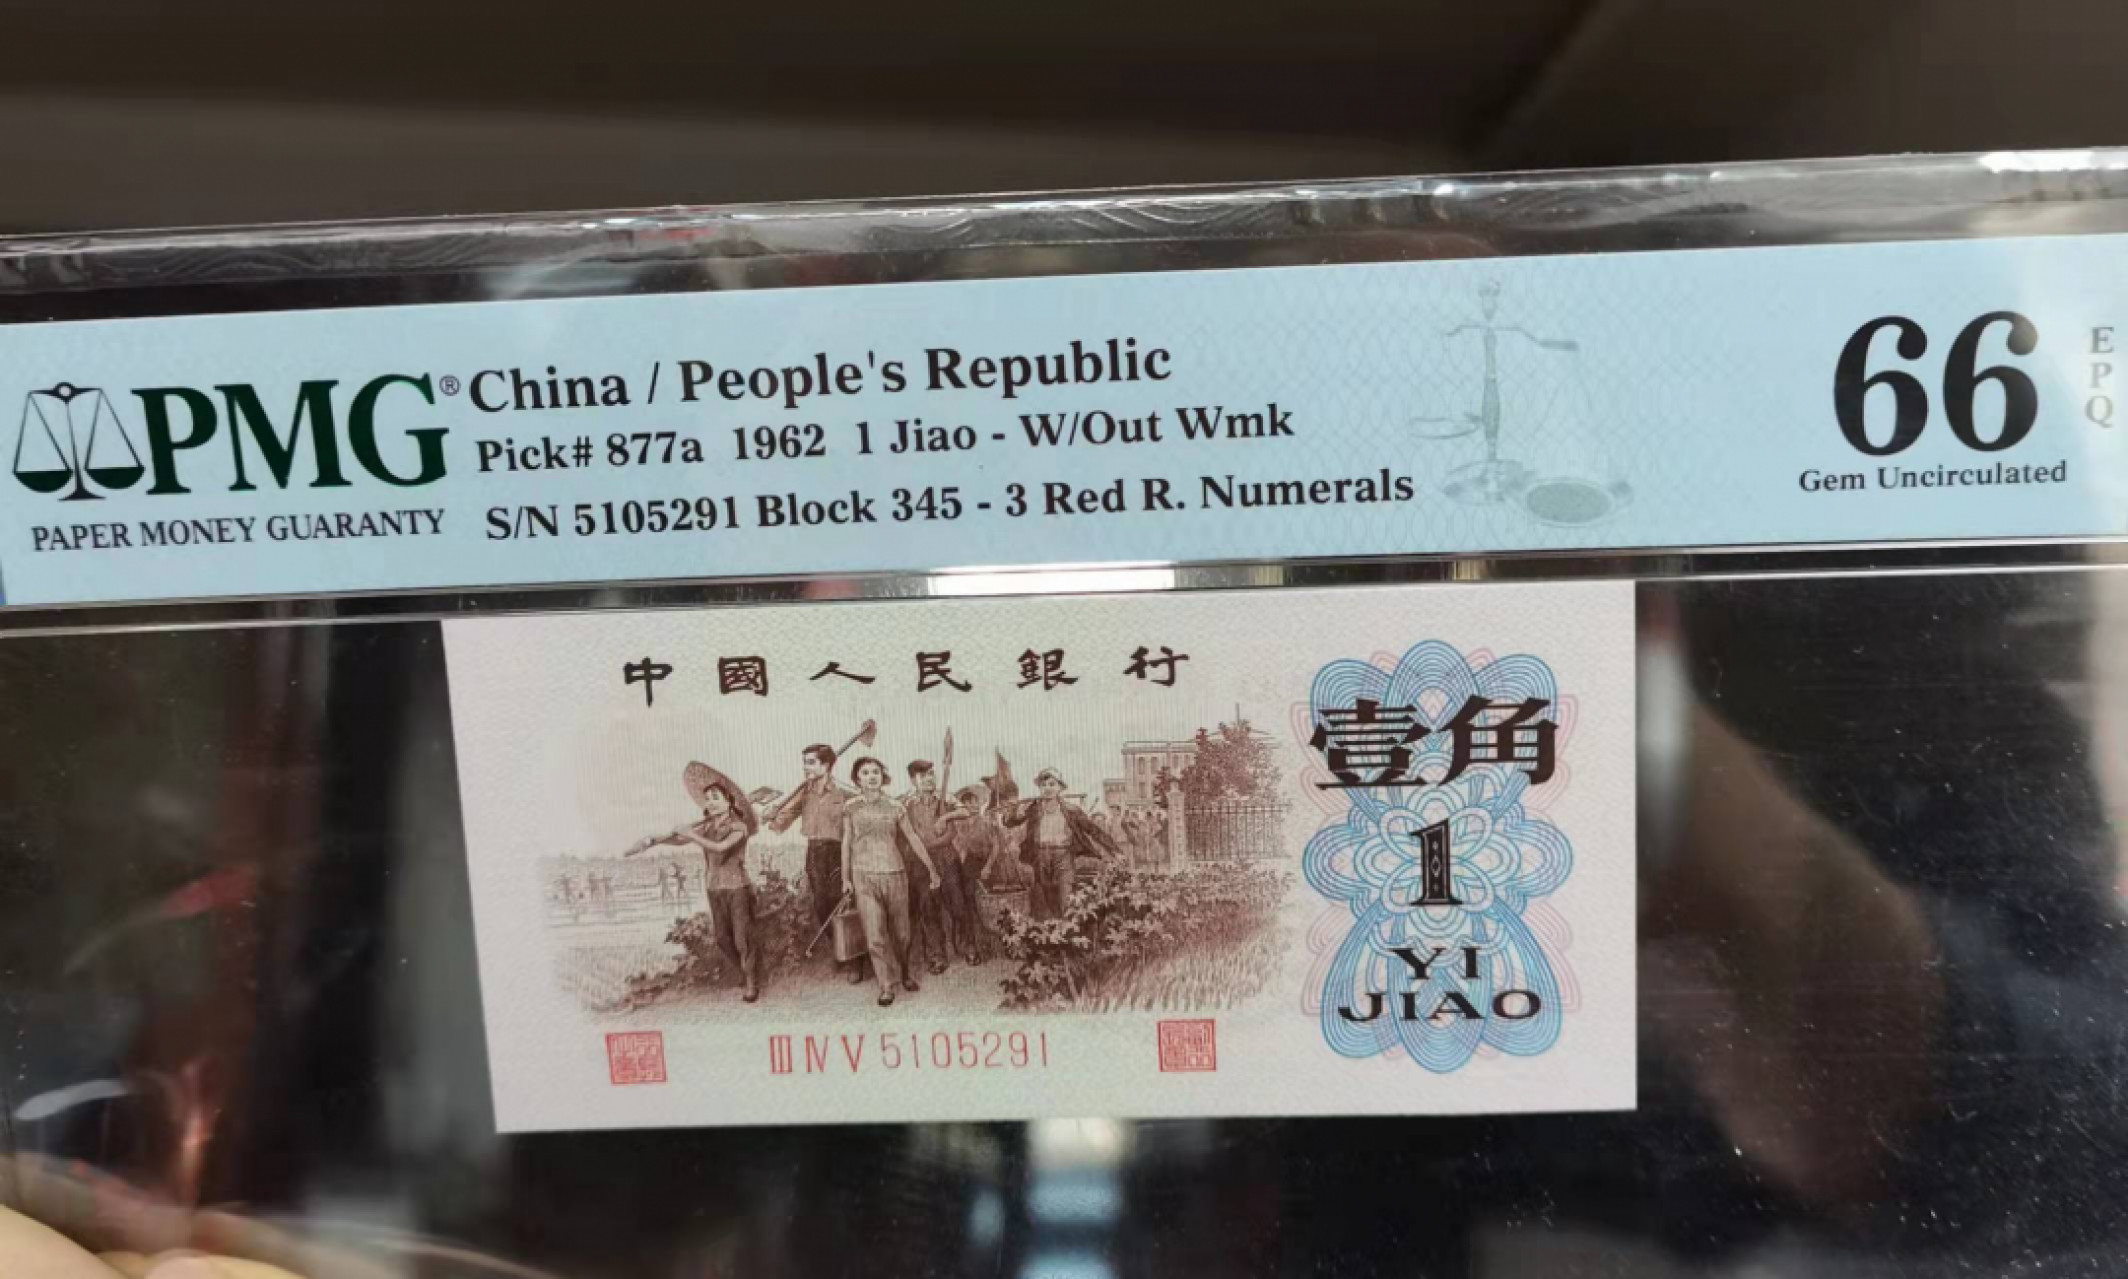 PMG®
PAPER MONEY GUARANTY
China / People's Republic
Pick# 877a 1962 1 Jiao - W/Out Wmk
S/N 5105291 Block 345 - 3 Red R. Numerals
66
EPQ
Gem Uncirculated
中國人民銀行
壹角
1
YI
JIAO
III IV V 5105291